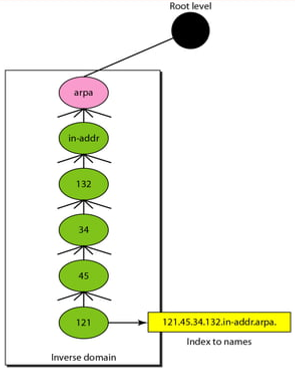 Root level
arpa
in-addr
132
34
45
121
121.45.34.132.in-addr.arpa.
Index to names
Inverse domain